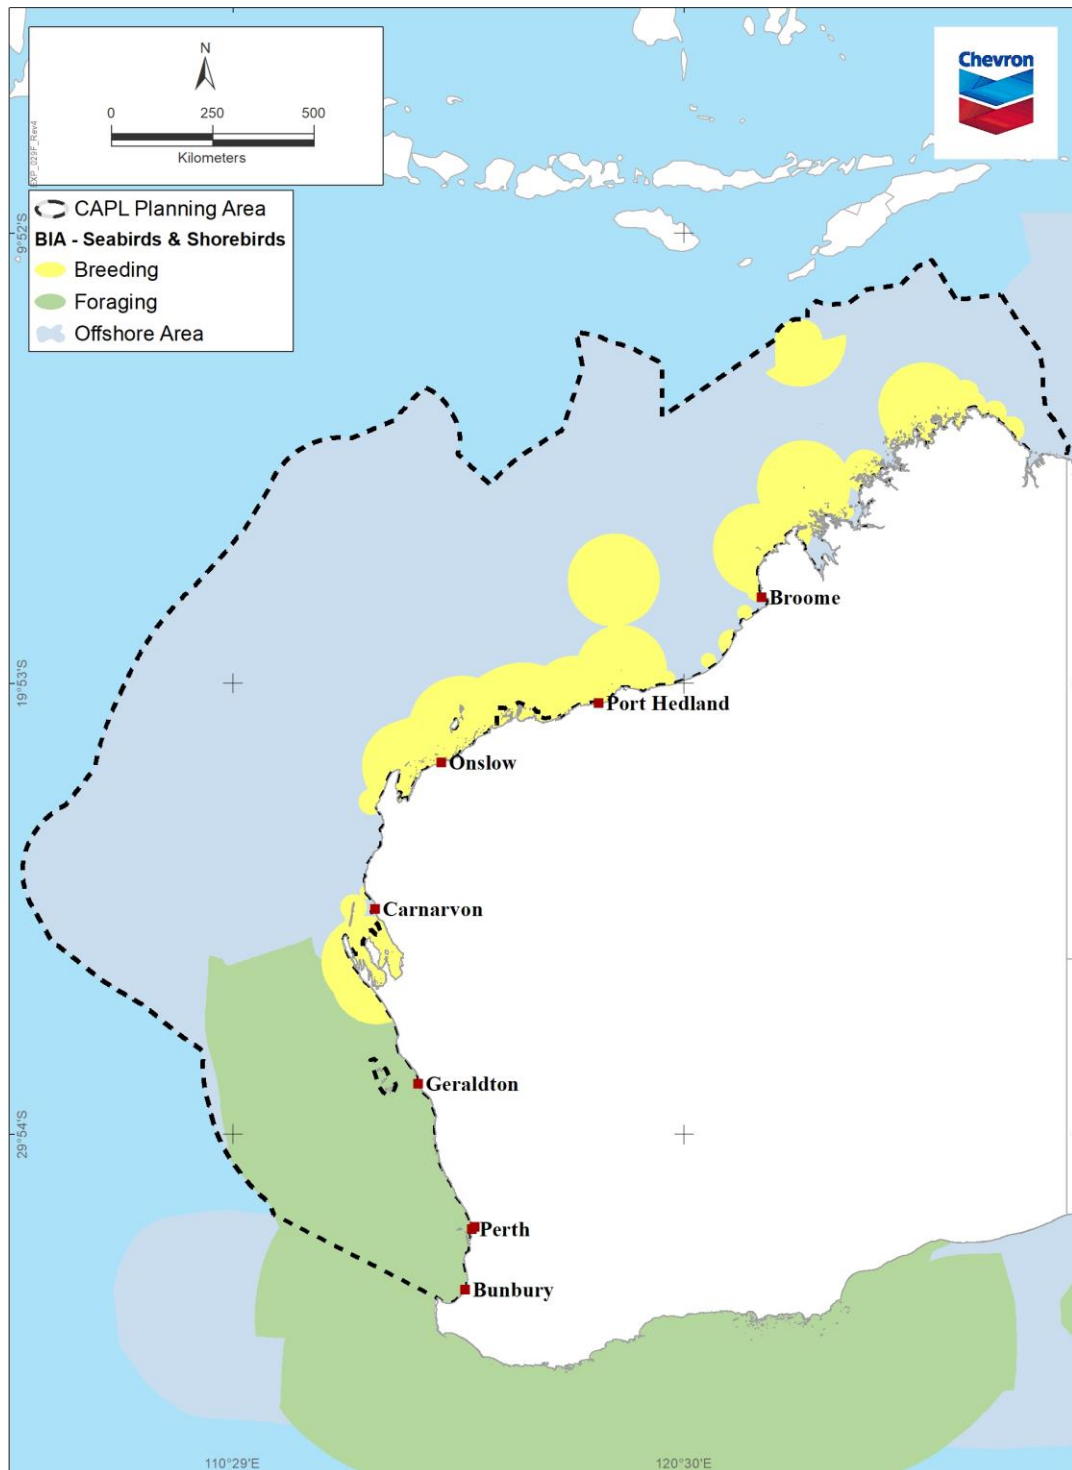 N
0 250 500
Kilometers
EXP_029F_Rev4
Chevron
CAPL Planning Area
BIA - Seabirds & Shorebirds
Breeding
Foraging
Offshore Area
9°52'S
19°53'S
29°54'S
Broome
Port Hedland
Onslow
Carnarvon
Geraldton
Perth
Bunbury
110°29'E
120°30'E